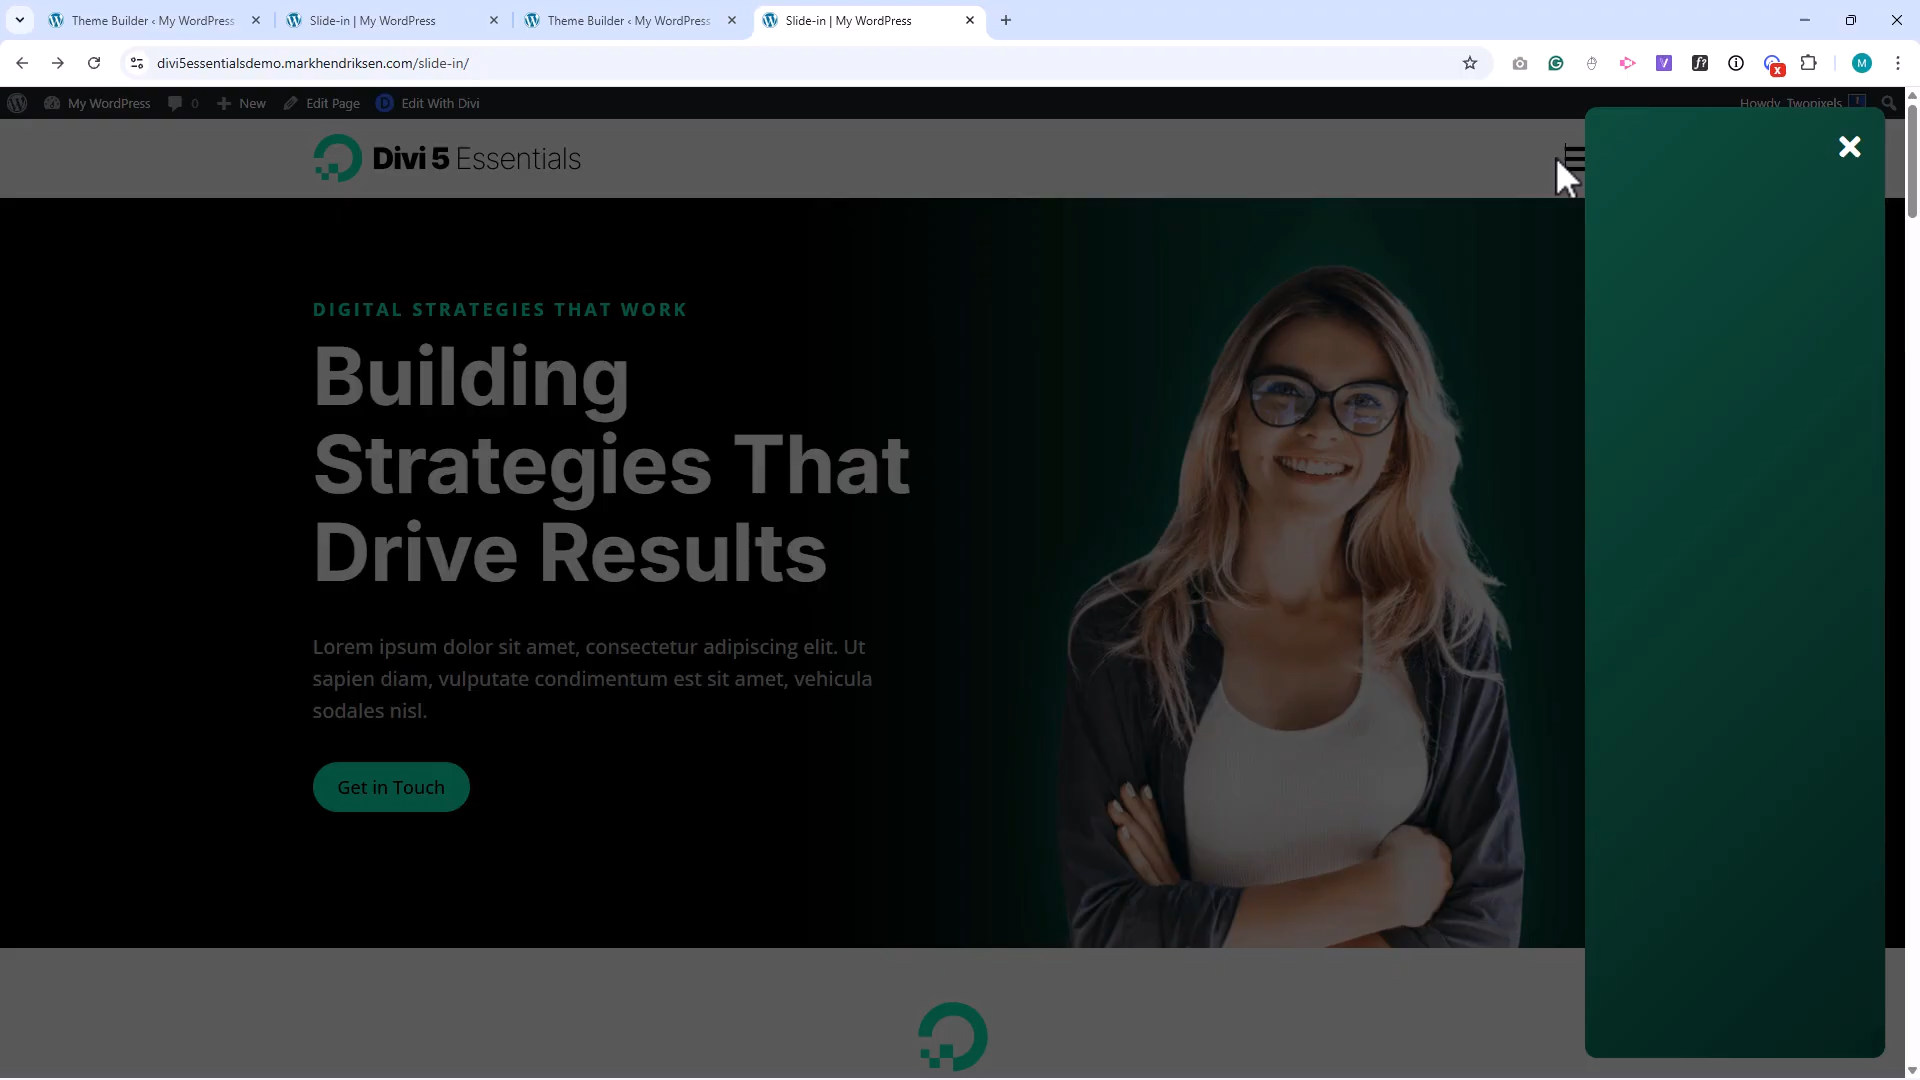 Theme Builder ‹ My WordPress
Slide-in | My WordPress
Theme Builder ‹ My WordPress
Slide-in | My WordPress
divi5essentialsdemo.markhendriksen.com/slide-in/
M
My WordPress
0
New
Edit Page
D
Edit With Divi
Howdy, Twopixels
Divi 5 Essentials
DIGITAL STRATEGIES THAT WORK
Building
Strategies That
Drive Results
Lorem ipsum dolor sit amet, consectetur adipiscing elit. Ut
sapien diam, vulputate condimentum est sit amet, vehicula
sodales nisl.
Get in Touch